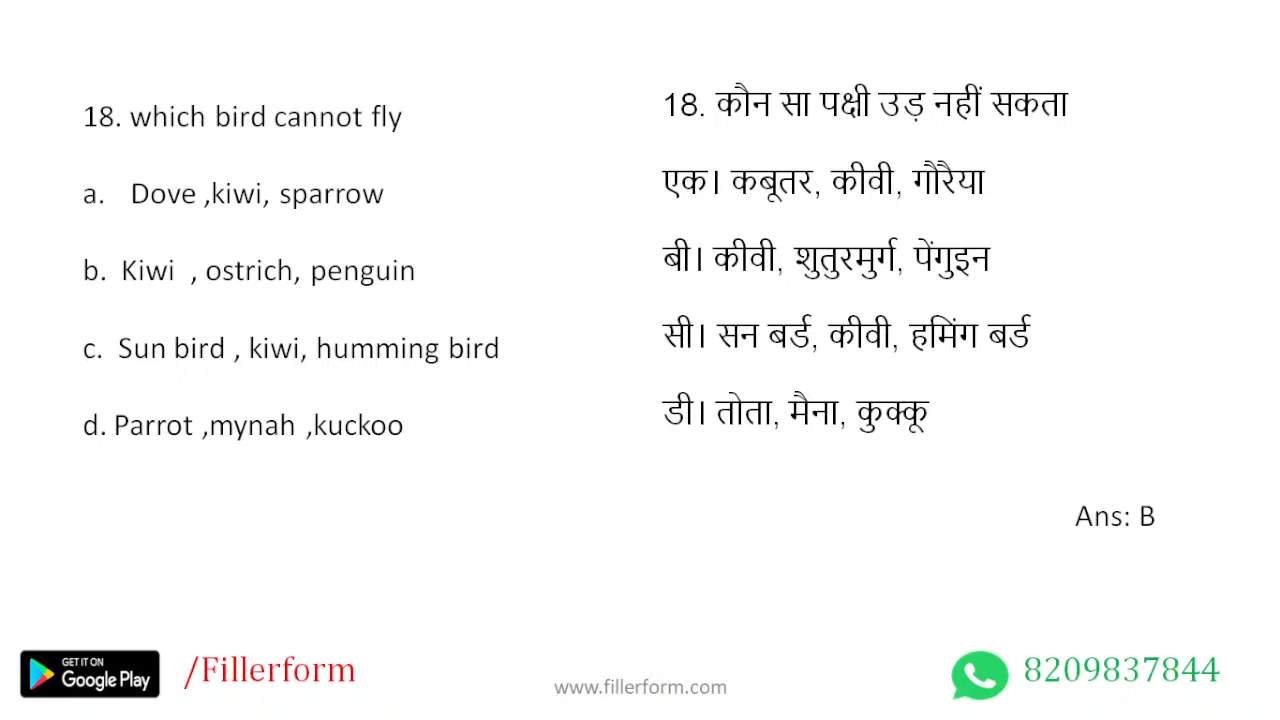 18. which bird cannot fly
a. Dove ,kiwi, sparrow
b. Kiwi , ostrich, penguin
c. Sun bird , kiwi, humming bird
d. Parrot ,mynah ,kuckoo
18. कौन सा पक्षी उड़ नहीं सकता
एक। कबूतर, कीवी, गौरैया
बी। कीवी, शुतुरमुर्ग, पेंगुइन
सी। सन बर्ड, कीवी, हमिंग बर्ड
डी। तोता, मैना, कुक्कू
Ans: B
GET IT ON
Google Play
/Fillerform
www.fillerform.com
8209837844